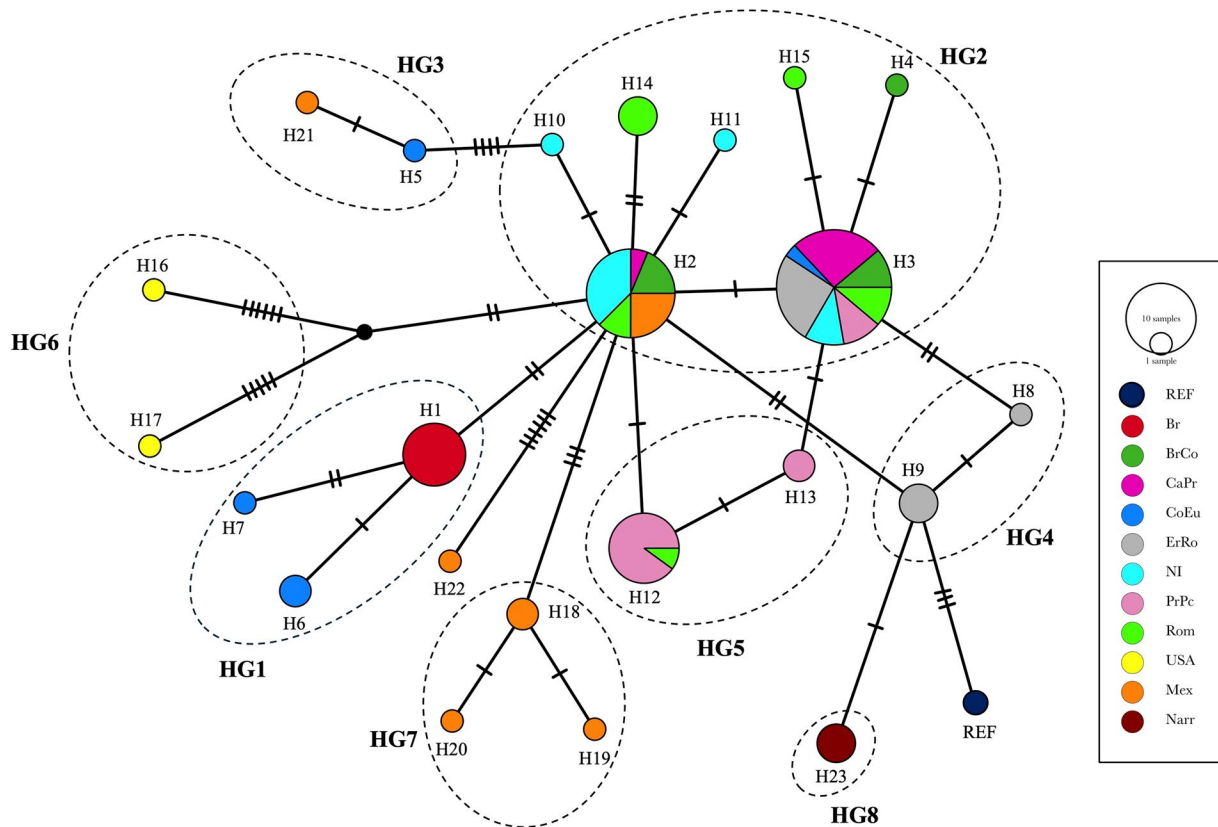 HG3
HG2
H15
H4
H14
H10
H11
H21
H5
H16
H2
H3
HG6
10 samples
1 sample
REF
H17
H1
H8
Br
H9
BrCo
H13
CaPr
H7
HG4
CoEu
H22
ErRo
H12
NI
H6
H18
PrPc
HG1
HG5
Rom
USA
REF
Mex
HG7
H20
H19
Narr
H23
HG8